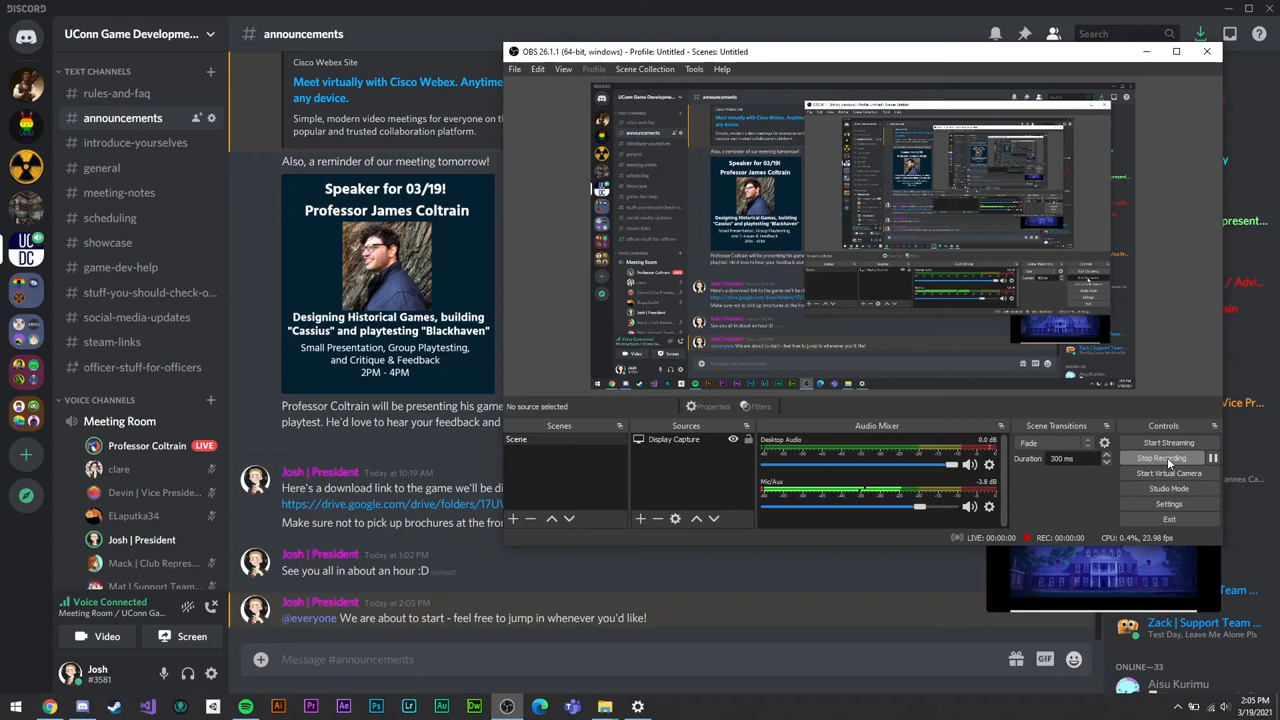 DISCORD
UConn Game Developme...
TEXT CHANNELS
rules-and-faq
announcements
introduce-yourselves
general
meeting-notes
scheduling
showcase
game-dev-help
stuff-you-should-check-o
social-media-updates
steam-links
officer-stuff-for-officers
VOICE CHANNELS
Meeting Room
Professor Coltrain LIVE
clare
Devin | Vice Preside...
ELaputka34
Josh | President
Mack | Club Repres...
Mat | Support Team
Voice Connected
Meeting Room / UConn Ga...
Video
Screen
Josh
#3581
# announcements
Search
Cisco Webex Site
Meet virtually with Cisco Webex. Anytime
any device.
Simple, modern video meetings for everyone on the
popular and trusted collaboration platform.
Also, a reminder of our meeting tomorrow!
Speaker for 03/19!
Professor James Coltrain
Designing Historical Games, building
"Cassius" and playtesting "Blackhaven"
Small Presentation, Group Playtesting,
and Critique & Feedback
2PM - 4PM
Professor Coltrain will be presenting his game
playtest. He'd love to hear your feedback and
Josh | President Today at 10:19 AM
Here's a download link to the game we'll be d
https://drive.google.com/drive/folders/17UV
Make sure not to pick up brochures at the fron
Josh | President Today at 1:02 PM
See you all in about an hour :D (edited)
Josh | President Today at 2:05 PM
@everyone We are about to start - feel free to jump in whenever you'd like!
Message #announcements
GIF
OBS 26.1.1 (64-bit, windows) - Profile: Untitled - Scenes: Untitled
File Edit View Profile Scene Collection Tools Help
No source selected
Properties
Filters
Scenes
Scene
Sources
Display Capture
Audio Mixer
Desktop Audio 0.0 dB
Mic/Aux -3.8 dB
Scene Transitions
Fade
Duration 300 ms
Controls
Start Streaming
Stop Recording
Start Virtual Camera
Studio Mode
Settings
Exit
LIVE: 00:00:00
REC: 00:00:00
CPU: 0.4%, 23.98 fps
Zack | Support Team ...
Test Day, Leave Me Alone Pls
ONLINE—33
Aisu Kurimu
2:05 PM
3/19/2021